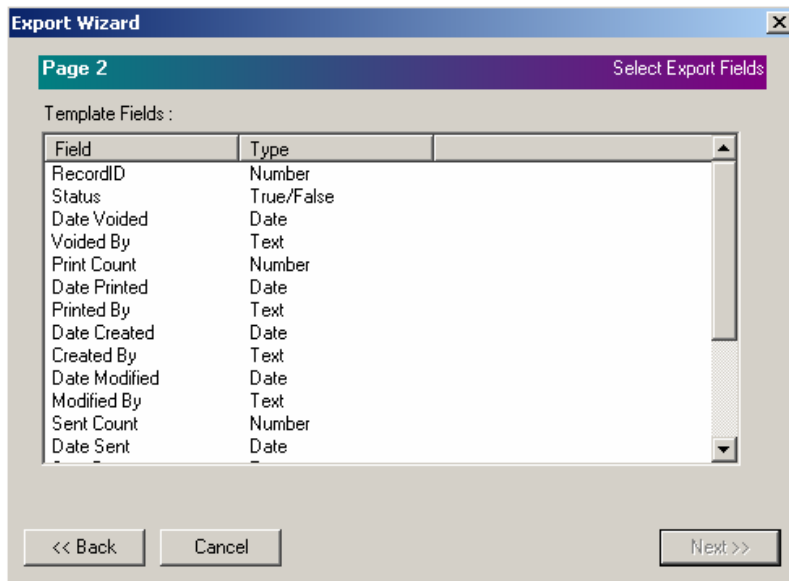 Export Wizard
Page 2 Select Export Fields
Template Fields :
Field Type
RecordID Number
Status True/False
Date Voided Date
Voided By Text
Print Count Number
Date Printed Date
Printed By Text
Date Created Date
Created By Text
Date Modified Date
Modified By Text
Sent Count Number
Date Sent Date
<< Back Cancel Next >>